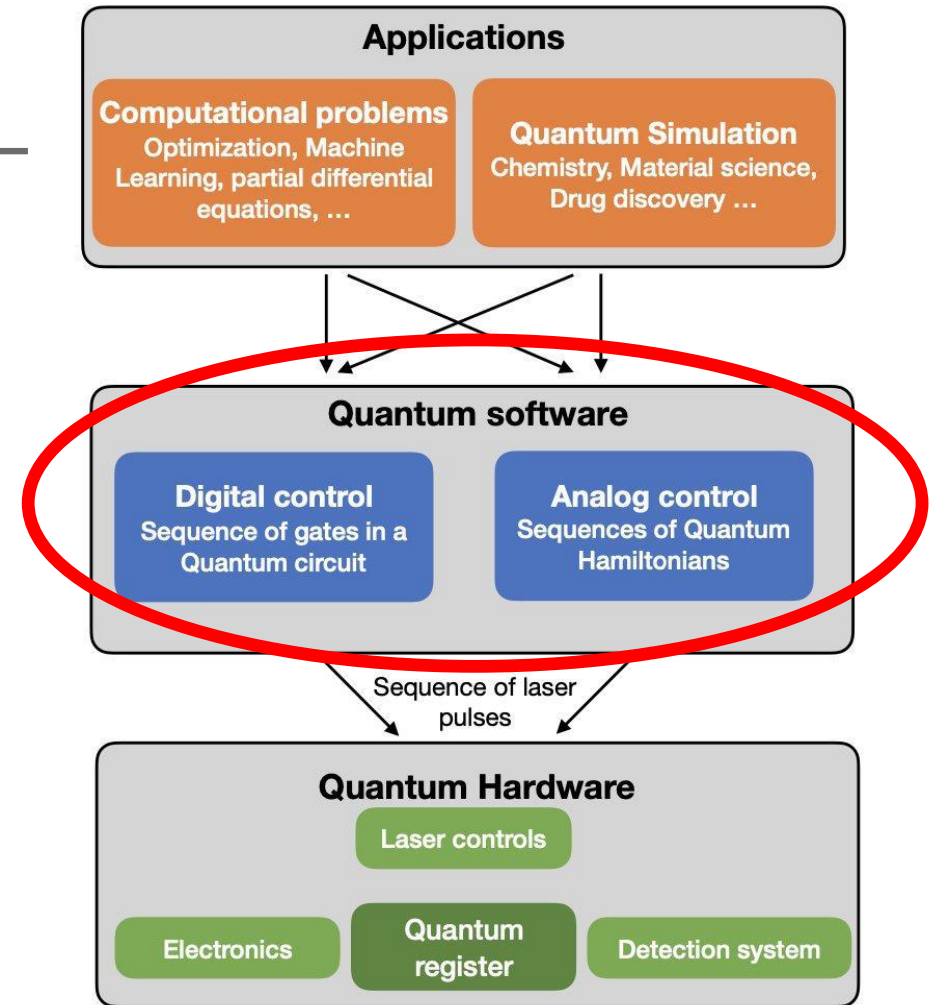 Applications
Computational problems
Optimization, Machine
Learning, partial differential
equations, ...
Quantum Simulation
Chemistry, Material science,
Drug discovery ...
Quantum software
Digital control
Sequence of gates in a
Quantum circuit
Analog control
Sequences of Quantum
Hamiltonians
Sequence of laser
pulses
Quantum Hardware
Laser controls
Electronics
Quantum
register
Detection system